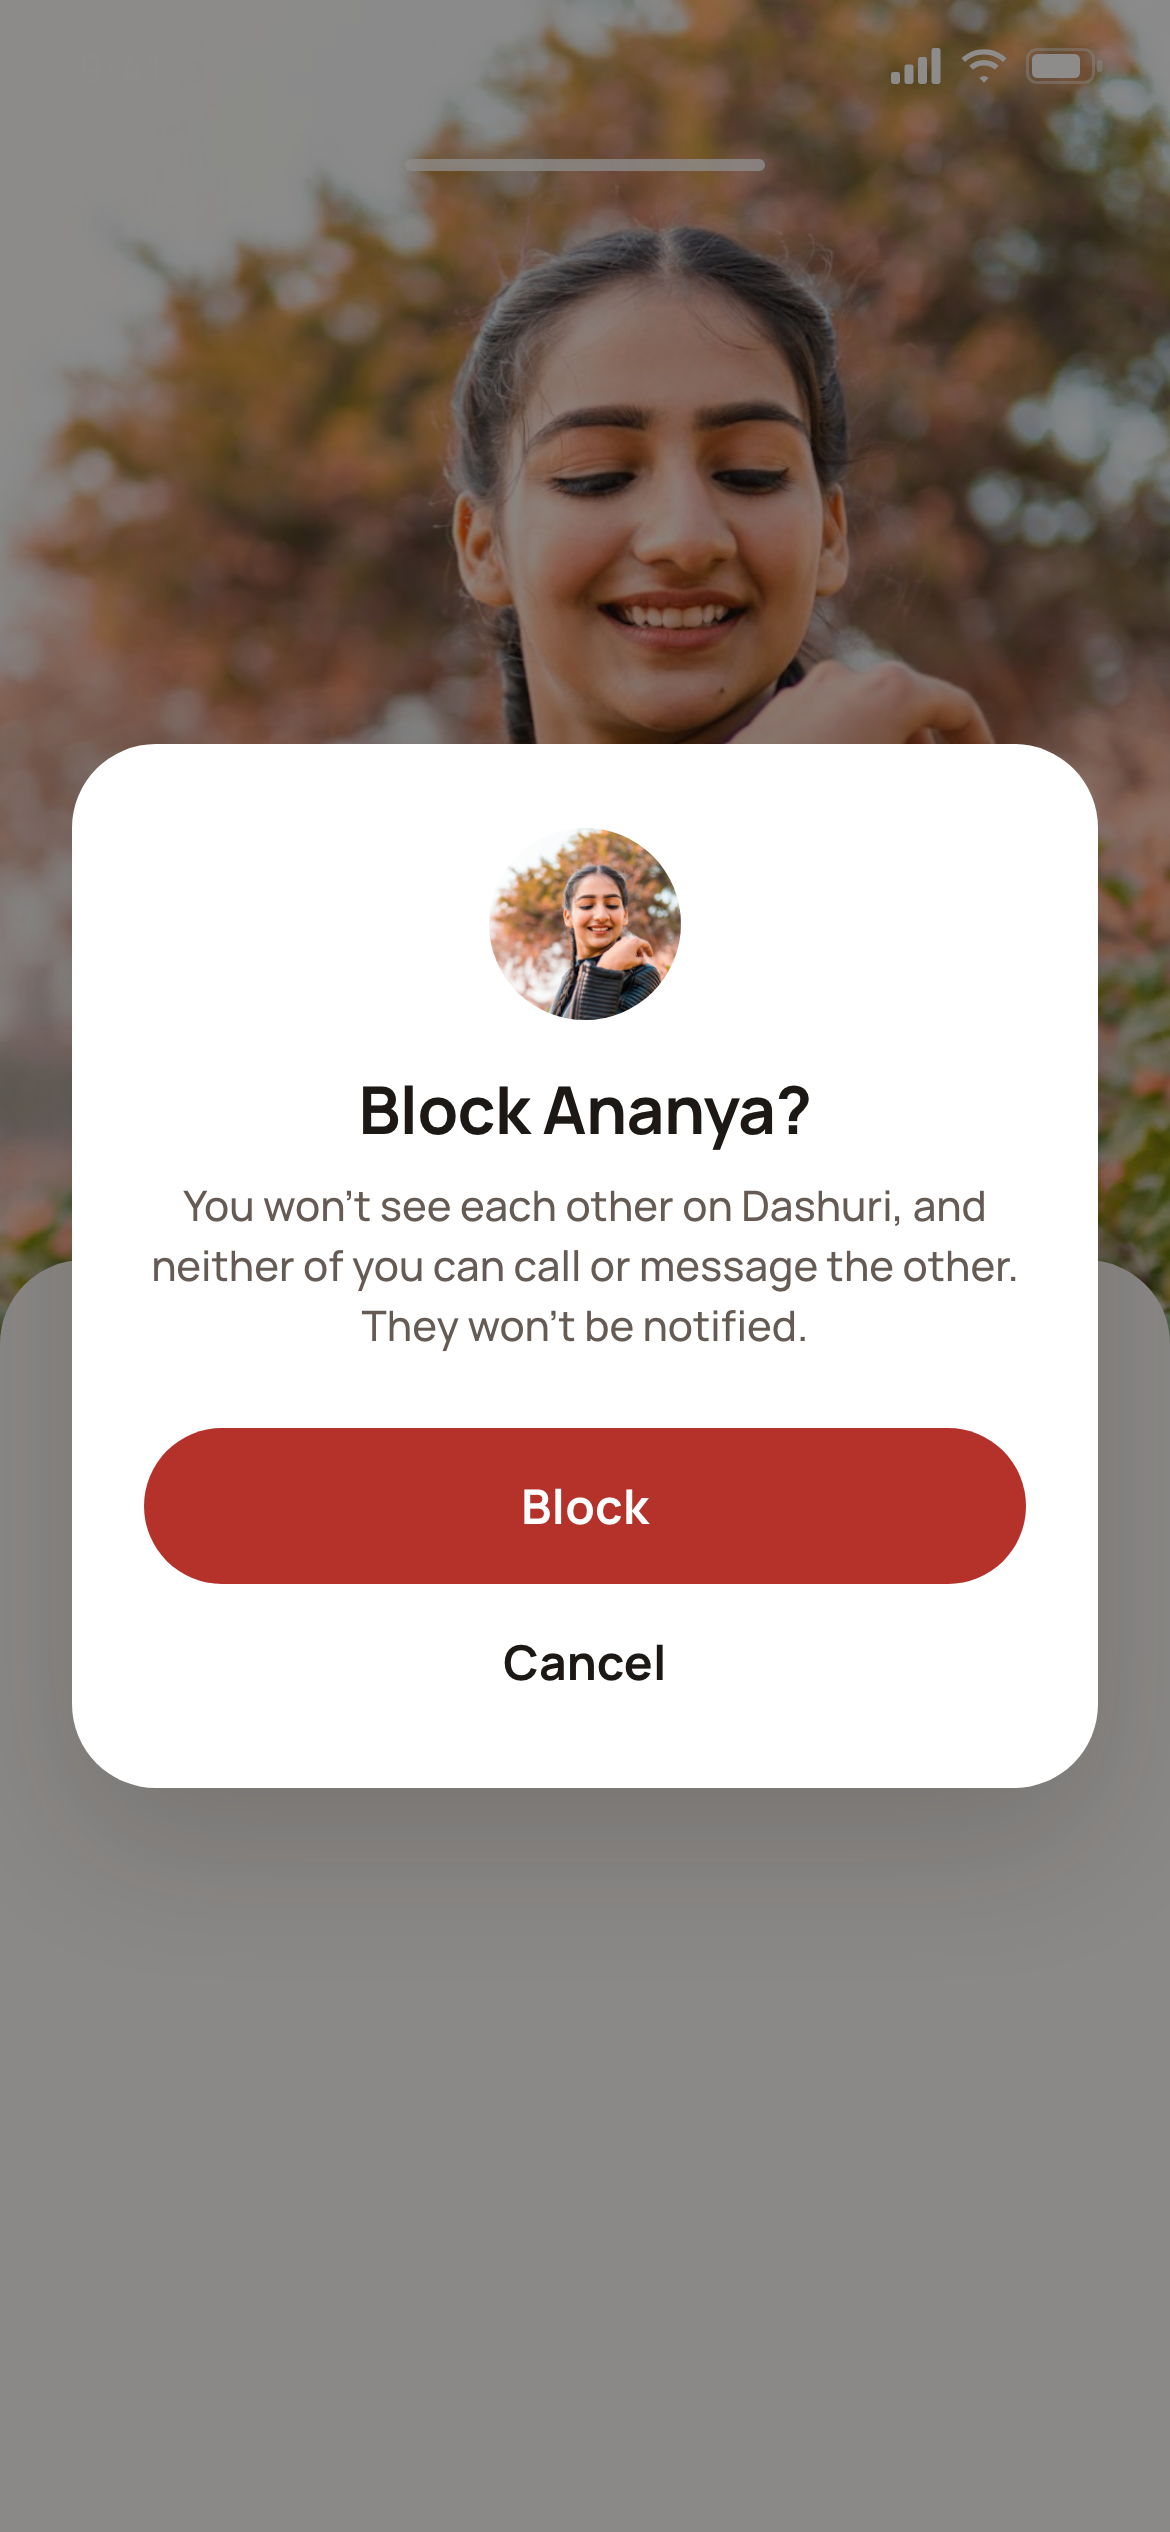 Block Ananya?
You won’t see each other on Dashuri, and
neither of you can call or message the other.
They won’t be notified.
Block
Cancel